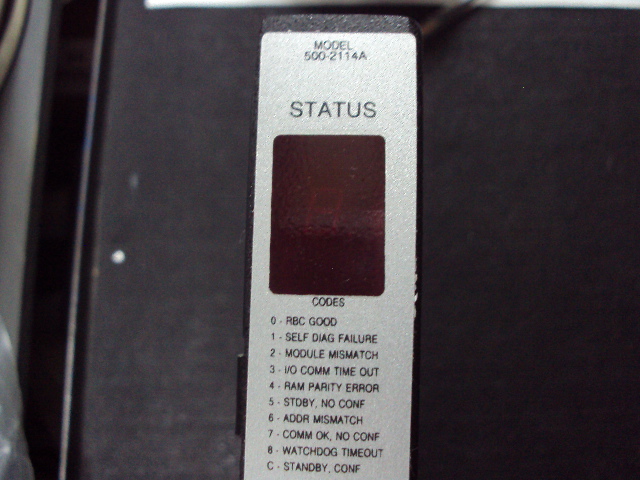 MODEL
500-2114A
STATUS
CODES
0 - RBC GOOD
1 - SELF DIAG FAILURE
2 - MODULE MISMATCH
3 - I/O COMM TIME OUT
4 - RAM PARITY ERROR
5 - STDBY, NO CONF
6 - ADDR MISMATCH
7 - COMM OK, NO CONF
8 - WATCHDOG TIMEOUT
C - STANDBY, CONF